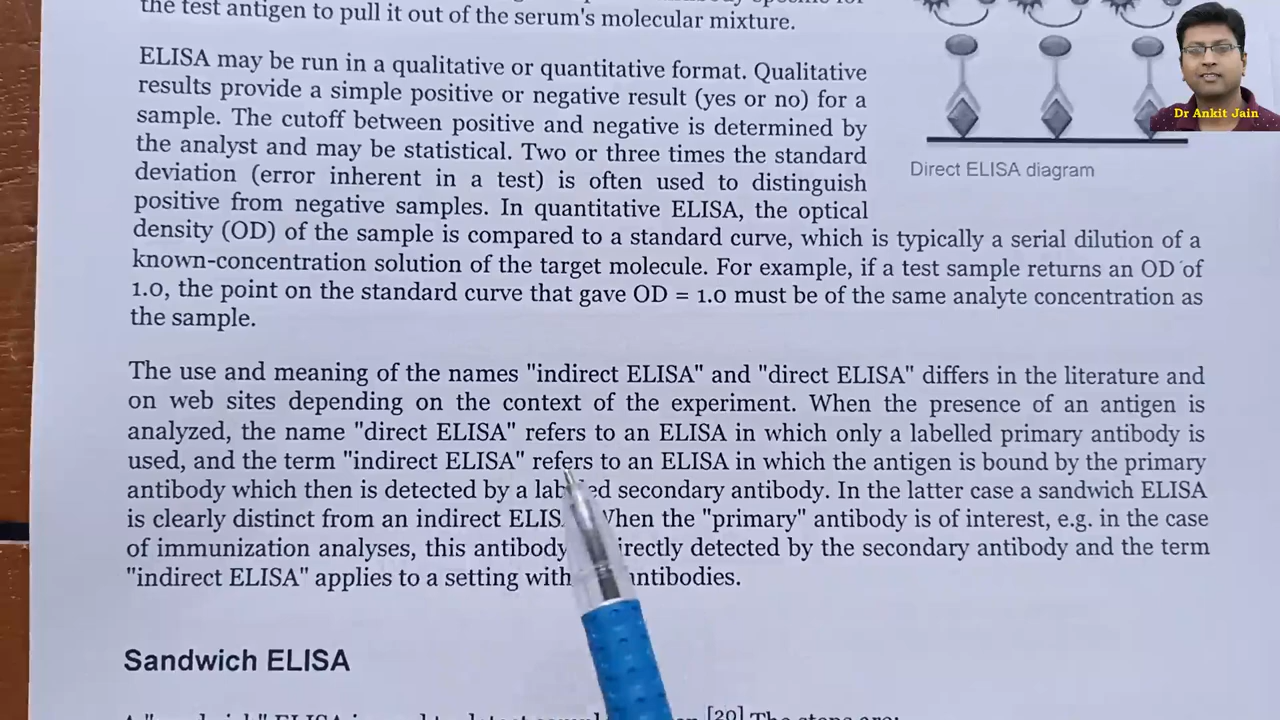 the test antigen to pull it out of the serum's molecular mixture.
ELISA may be run in a qualitative or quantitative format. Qualitative
results provide a simple positive or negative result (yes or no) for a
sample. The cutoff between positive and negative is determined by
the analyst and may be statistical. Two or three times the standard
deviation (error inherent in a test) is often used to distinguish
positive from negative samples. In quantitative ELISA, the optical
density (OD) of the sample is compared to a standard curve, which is typically a serial dilution of a
known-concentration solution of the target molecule. For example, if a test sample returns an OD of
1.0, the point on the standard curve that gave OD = 1.0 must be of the same analyte concentration as
the sample.
Dr Ankit Jain
Direct ELISA diagram
The use and meaning of the names "indirect ELISA" and "direct ELISA" differs in the literature and
on web sites depending on the context of the experiment. When the presence of an antigen is
analyzed, the name "direct ELISA" refers to an ELISA in which only a labelled primary antibody is
used, and the term "indirect ELISA" refers to an ELISA in which the antigen is bound by the primary
antibody which then is detected by a secondary antibody. In the latter case a sandwich ELISA
is clearly distinct from an indirect When the "primary" antibody is of interest, e.g. in the case
of immunization analyses, this antibody detected by the secondary antibody and the term
"indirect ELISA" applies to a setting with antibodies.
Sandwich ELISA
[20] The steps are: